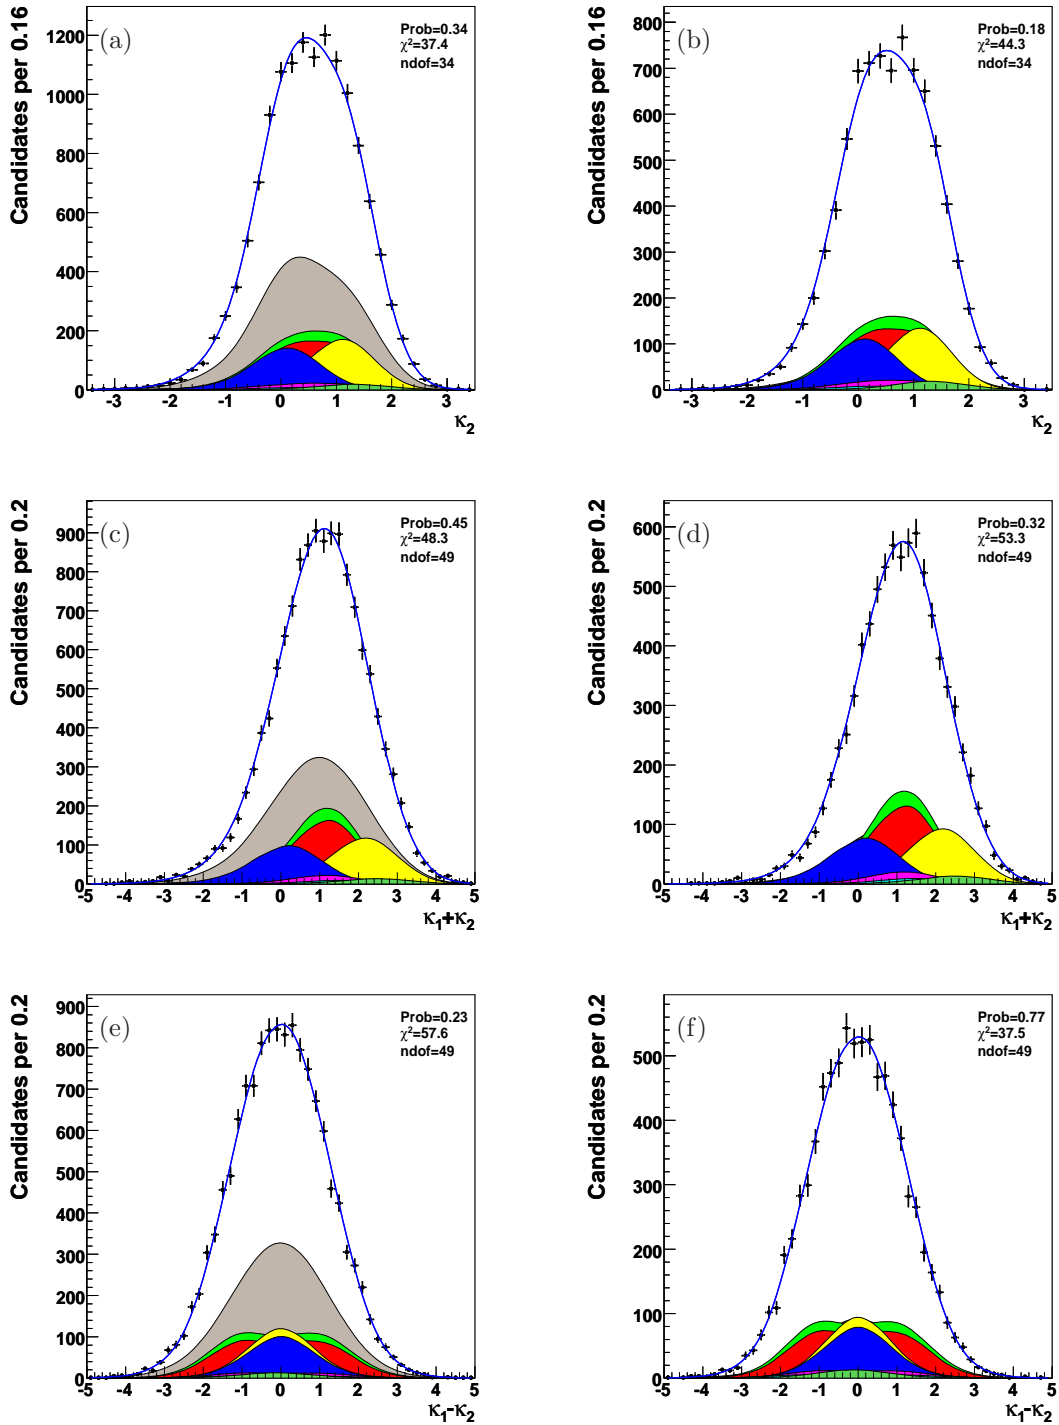 Candidates per 0.16
1200
1000
800
600
400
200
0
(a)
Prob=0.34
χ²=37.4
ndof=34
-3 -2 -1 0 1 2 3
κ₂
Candidates per 0.16
800
700
600
500
400
300
200
100
0
(b)
Prob=0.18
χ²=44.3
ndof=34
-3 -2 -1 0 1 2 3
κ₂
Candidates per 0.2
900
800
700
600
500
400
300
200
100
0
(c)
Prob=0.45
χ²=48.3
ndof=49
-5 -4 -3 -2 -1 0 1 2 3 4 5
κ₁+κ₂
Candidates per 0.2
600
500
400
300
200
100
0
(d)
Prob=0.32
χ²=53.3
ndof=49
-5 -4 -3 -2 -1 0 1 2 3 4 5
κ₁+κ₂
Candidates per 0.2
900
800
700
600
500
400
300
200
100
0
(e)
Prob=0.23
χ²=57.6
ndof=49
-5 -4 -3 -2 -1 0 1 2 3 4 5
κ₁-κ₂
Candidates per 0.2
500
400
300
200
100
0
(f)
Prob=0.77
χ²=37.5
ndof=49
-5 -4 -3 -2 -1 0 1 2 3 4 5
κ₁-κ₂